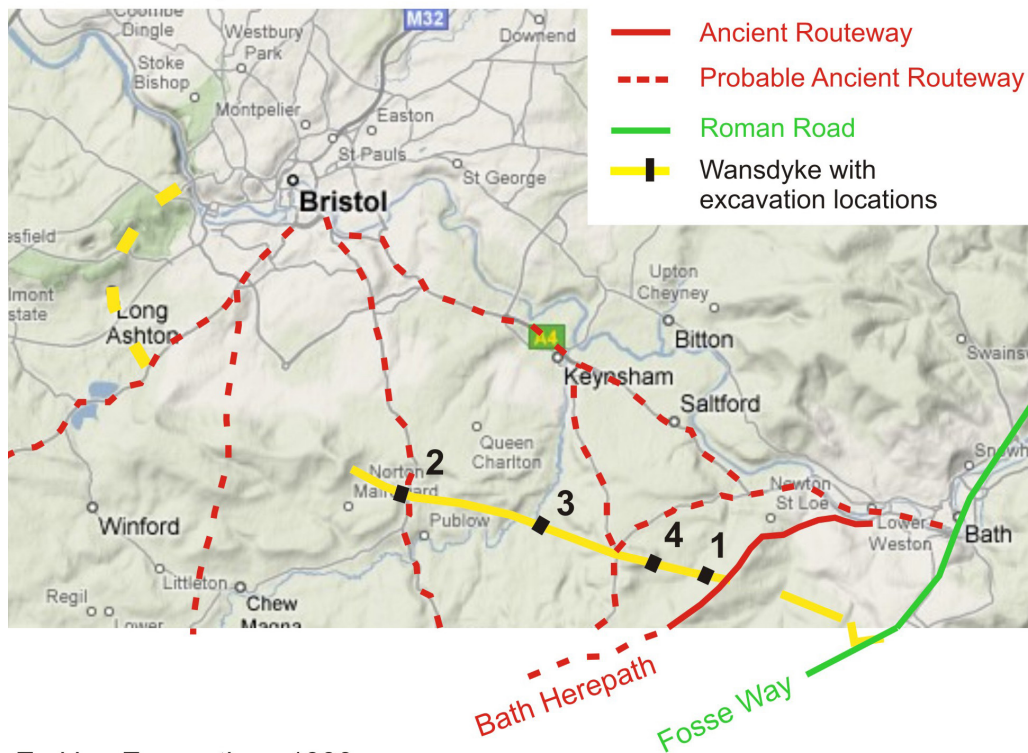 Coombe
Dingle
M32
Westbury
Park
Downend
Stoke
Bishop
Montpelier
Easton
St Pauls
St George
Bristol
Ancient Routeway
Probable Ancient Routeway
Roman Road
Wansdyke with
excavation locations
Upton
Cheyney
Long
Ashton
A4
Bitton
Keynsham
Saltford
Queen
Charlton
2
Norton
3
Newton
St Loe
Winford
Publow
4
1
Lower
Weston
Bath
Littleton
Regil
Chew
Magna
Lower
Bath Herepath
Fosse Way